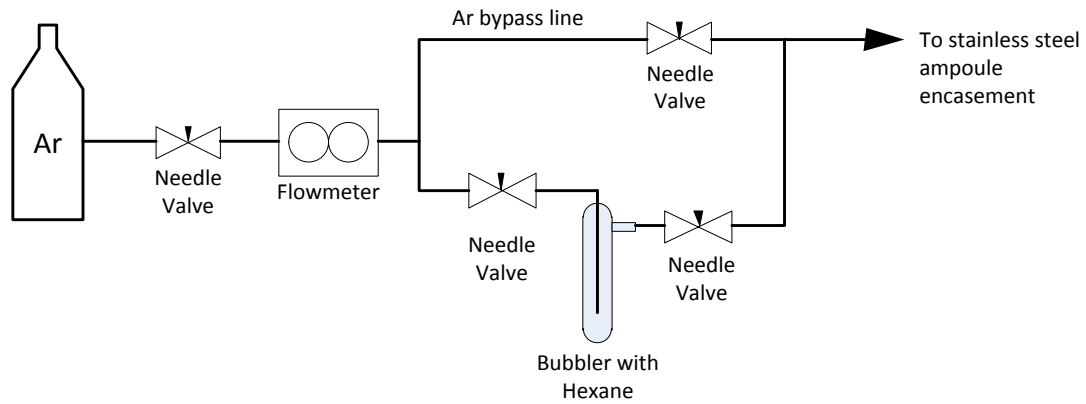 Ar bypass line
To stainless steel
ampoule
encasement
Needle
Valve
Ar
Needle
Valve
Flowmeter
Needle
Valve
Needle
Valve
Bubbler with
Hexane